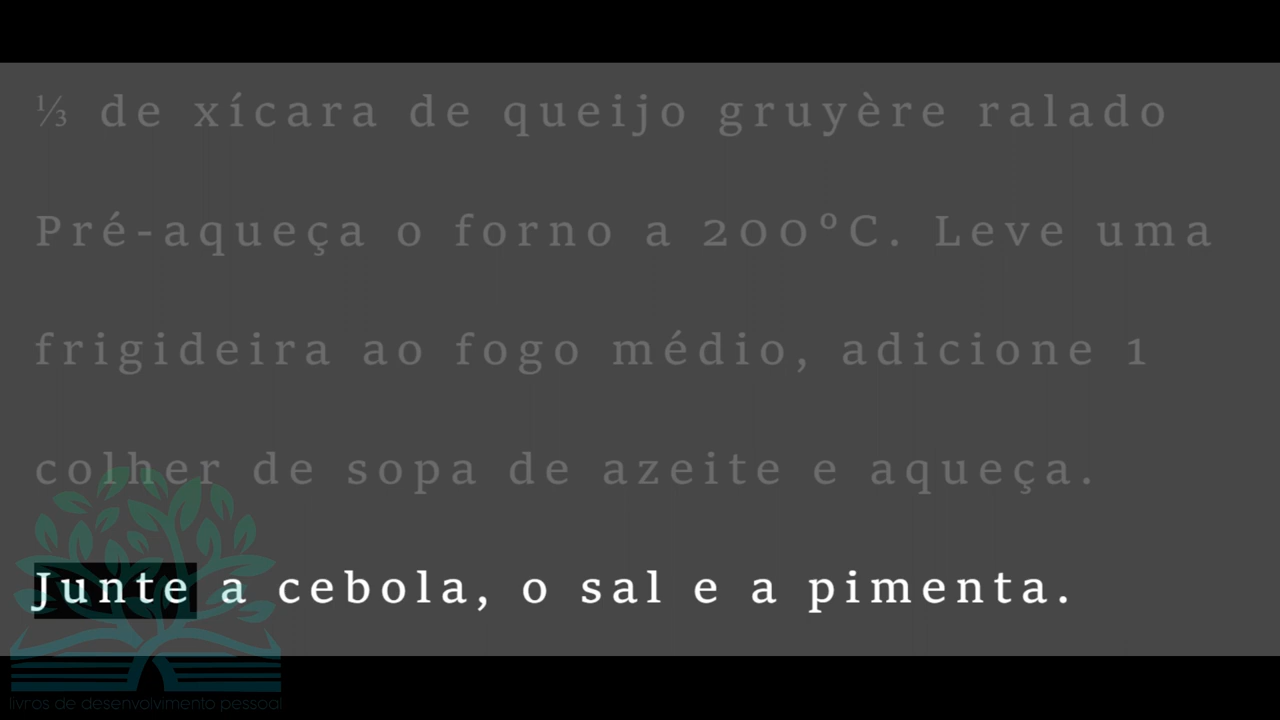 ⅓ de xícara de queijo gruyère ralado
Pré-aqueça o forno a 200°C. Leve uma
frigideira ao fogo médio, adicione 1
colher de sopa de azeite e aqueça.
Junte a cebola, o sal e a pimenta.
livros de desenvolvimento pessoal